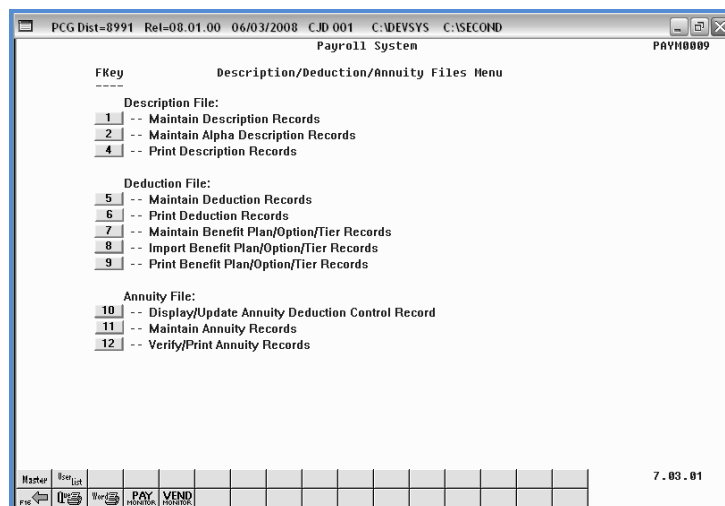 PCG Dist=8991 Rel=08.01.00 06/03/2008 CJD 001 C:\DEVSYS C:\SECOND
Payroll System PAYM0009
FKey Description/Deduction/Annuity Files Menu
----
Description File:
1 -- Maintain Description Records
2 -- Maintain Alpha Description Records
4 -- Print Description Records
Deduction File:
5 -- Maintain Deduction Records
6 -- Print Deduction Records
7 -- Maintain Benefit Plan/Option/Tier Records
8 -- Import Benefit Plan/Option/Tier Records
9 -- Print Benefit Plan/Option/Tier Records
Annuity File:
10 -- Display/Update Annuity Deduction Control Record
11 -- Maintain Annuity Records
12 -- Verify/Print Annuity Records
Master User list 7.03.01
F16 Que Word PAY MONITOR VEND MONITOR